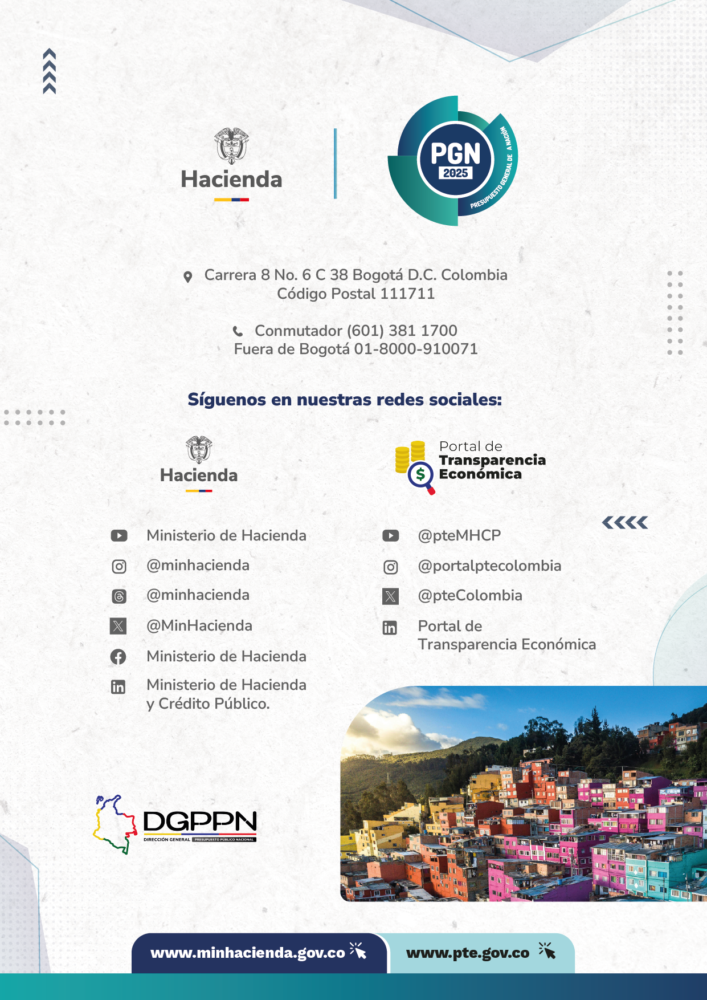 Hacienda
PGN
2025
PRESUPUESTO GENERAL DE A NACIÓN
Carrera 8 No. 6 C 38 Bogotá D.C. Colombia
Código Postal 111711
Conmutador (601) 381 1700
Fuera de Bogotá 01-8000-910071
Síguenos en nuestras redes sociales:
Hacienda
Ministerio de Hacienda
@minhacienda
@minhacienda
@MinHacienda
Ministerio de Hacienda
Ministerio de Hacienda
y Crédito Público.
Portal de
Transparencia
Económica
@pteMHCP
@portalptecolombia
@pteColombia
Portal de
Transparencia Económica
DGPPN
DIRECCIÓN GENERAL PRESUPUESTO PÚBLICO NACIONAL
www.minhacienda.gov.co
www.pte.gov.co